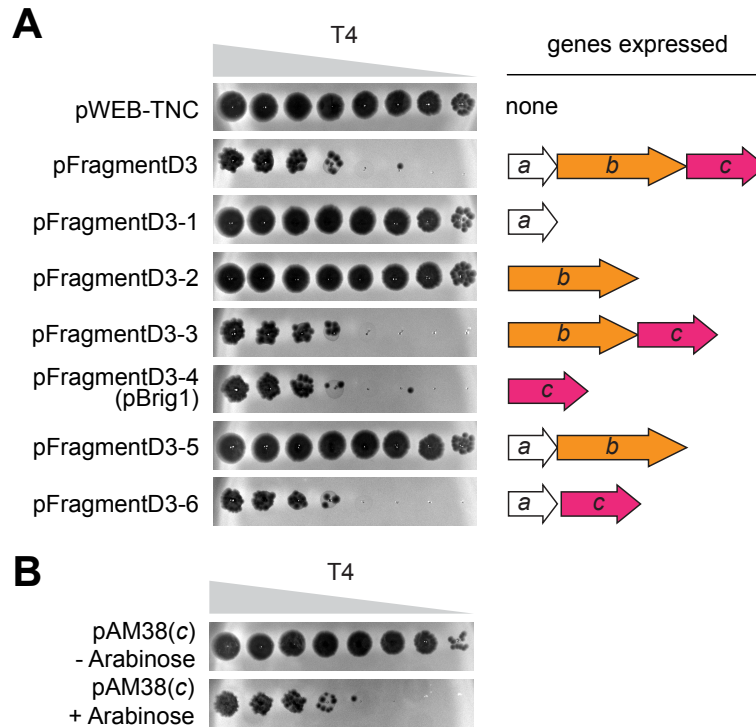 A
T4
genes expressed
pWEB-TNC
none
pFragmentD3
a b c
pFragmentD3-1
a
pFragmentD3-2
b
pFragmentD3-3
b c
pFragmentD3-4
(pBrig1)
c
pFragmentD3-5
a b
pFragmentD3-6
a c
B
T4
pAM38(c)
- Arabinose
pAM38(c)
+ Arabinose